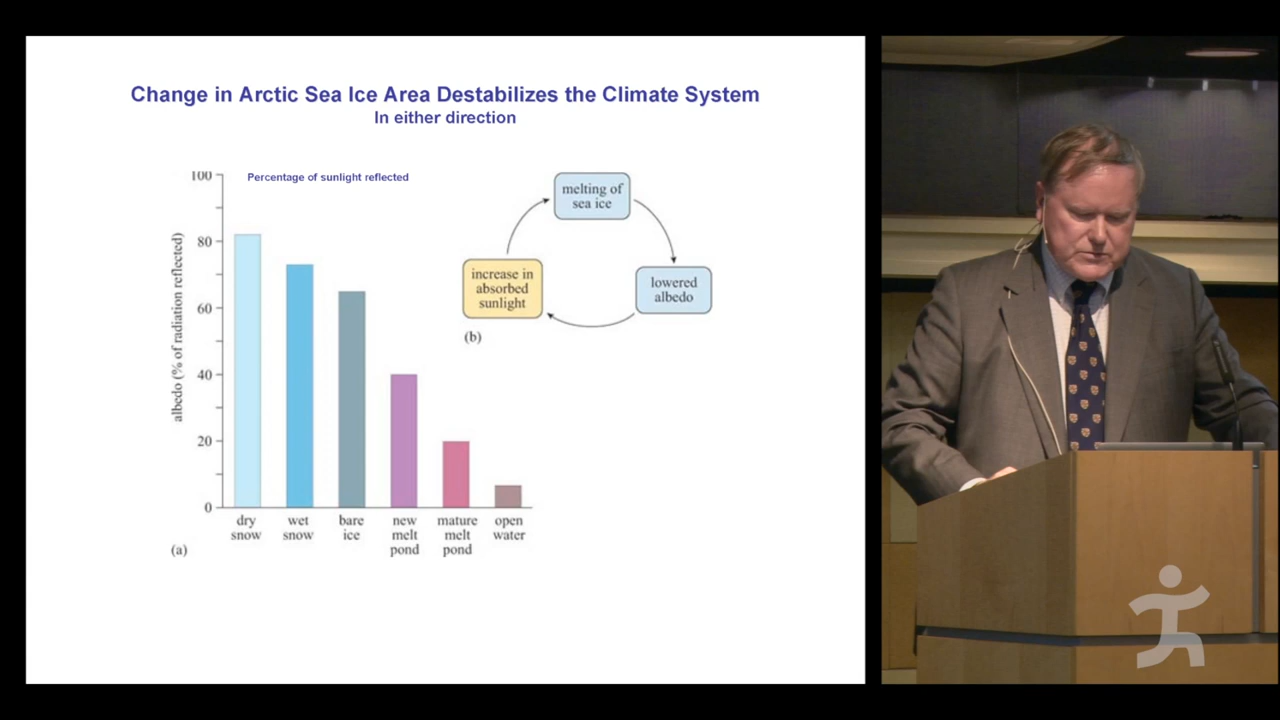 Change in Arctic Sea Ice Area Destabilizes the Climate System
In either direction
Percentage of sunlight reflected
albedo (% of radiation reflected)
100
80
60
40
20
0
dry
snow
wet
snow
bare
ice
new
melt
pond
mature
melt
pond
open
water
(a)
melting of
sea ice
increase in
absorbed
sunlight
lowered
albedo
(b)